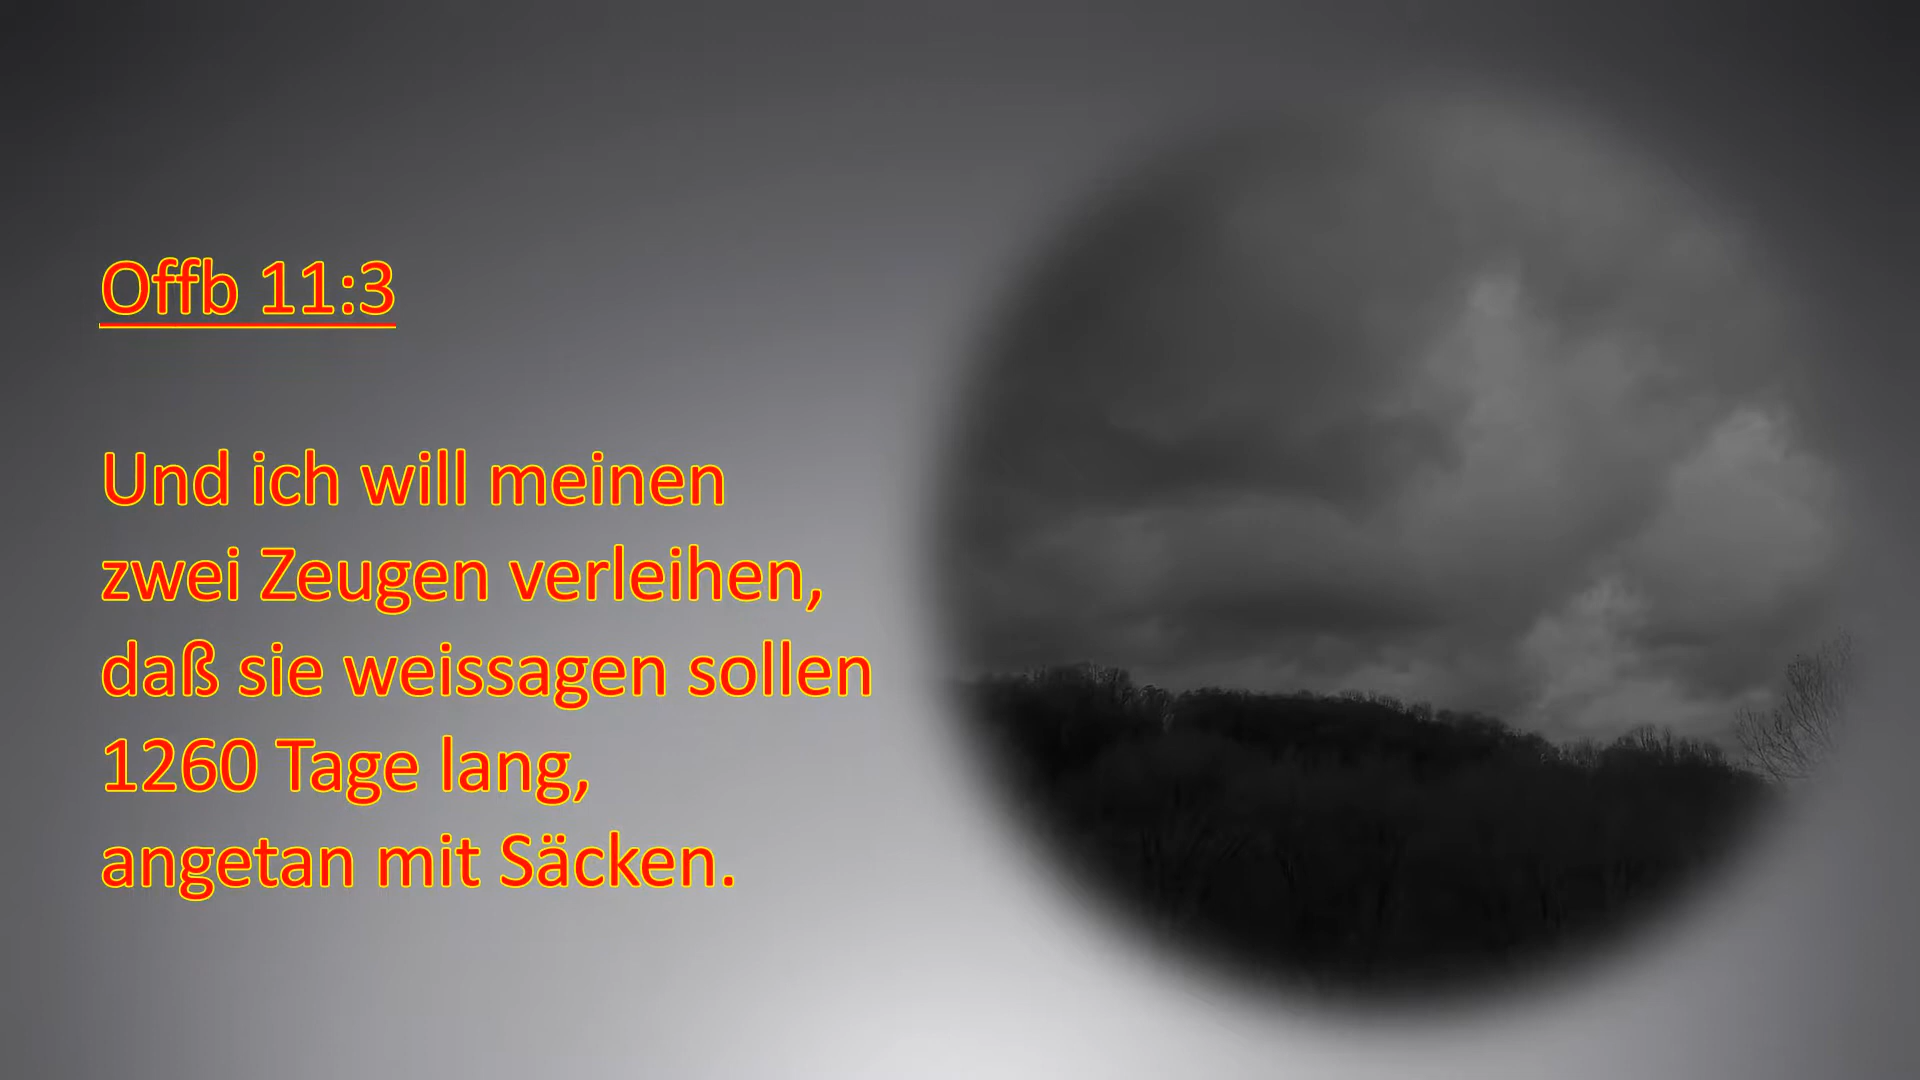 Offb 11:3
Und ich will meinen
zwei Zeugen verleihen,
daß sie weissagen sollen
1260 Tage lang,
angetan mit Säcken.